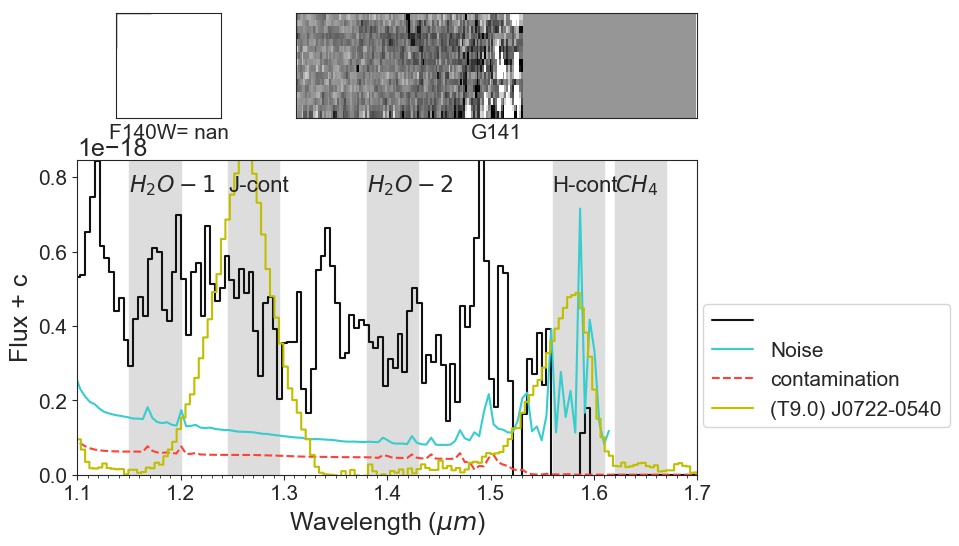 F140W= nan
G141
1e−18
H₂O − 1
J-cont
H₂O − 2
H-cont
CH₄
0.8
0.6
0.4
0.2
0.0
Flux + c
1.1
1.2
1.3
1.4
1.5
1.6
1.7
Wavelength (μm)
Noise
contamination
(T9.0) J0722-0540